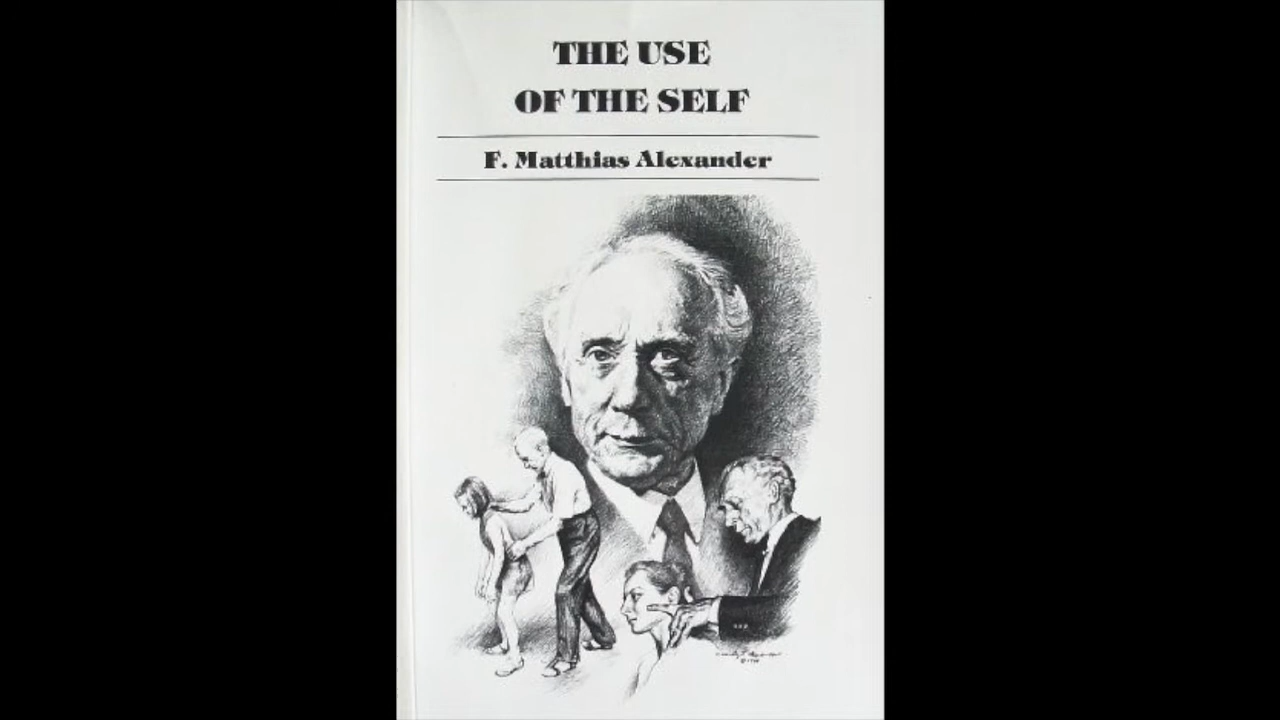 THE USE
OF THE SELF
F. Matthias Alexander